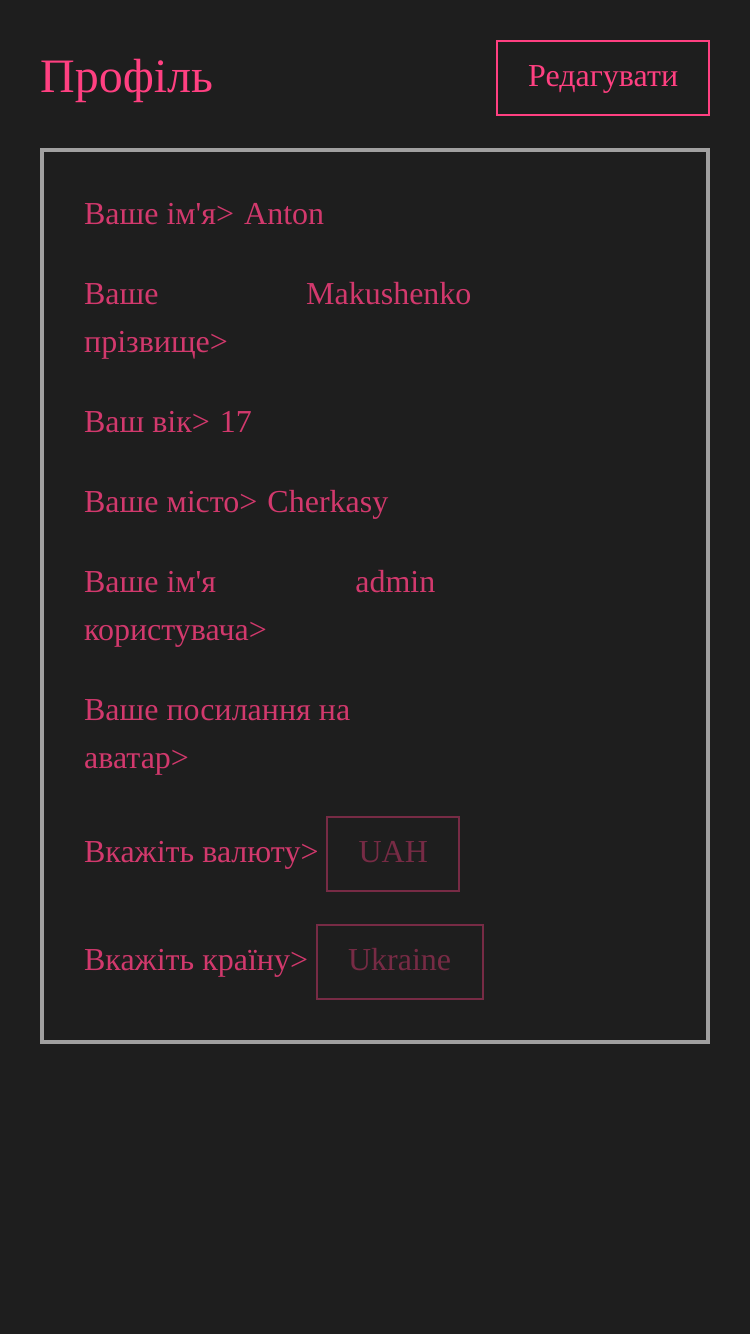 Профіль
Редагувати
Ваше ім'я> Anton
Ваше Makushenko
прізвище>
Ваш вік> 17
Ваше місто> Cherkasy
Ваше ім'я admin
користувача>
Ваше посилання на
аватар>
Вкажіть валюту> UAH
Вкажіть країну> Ukraine